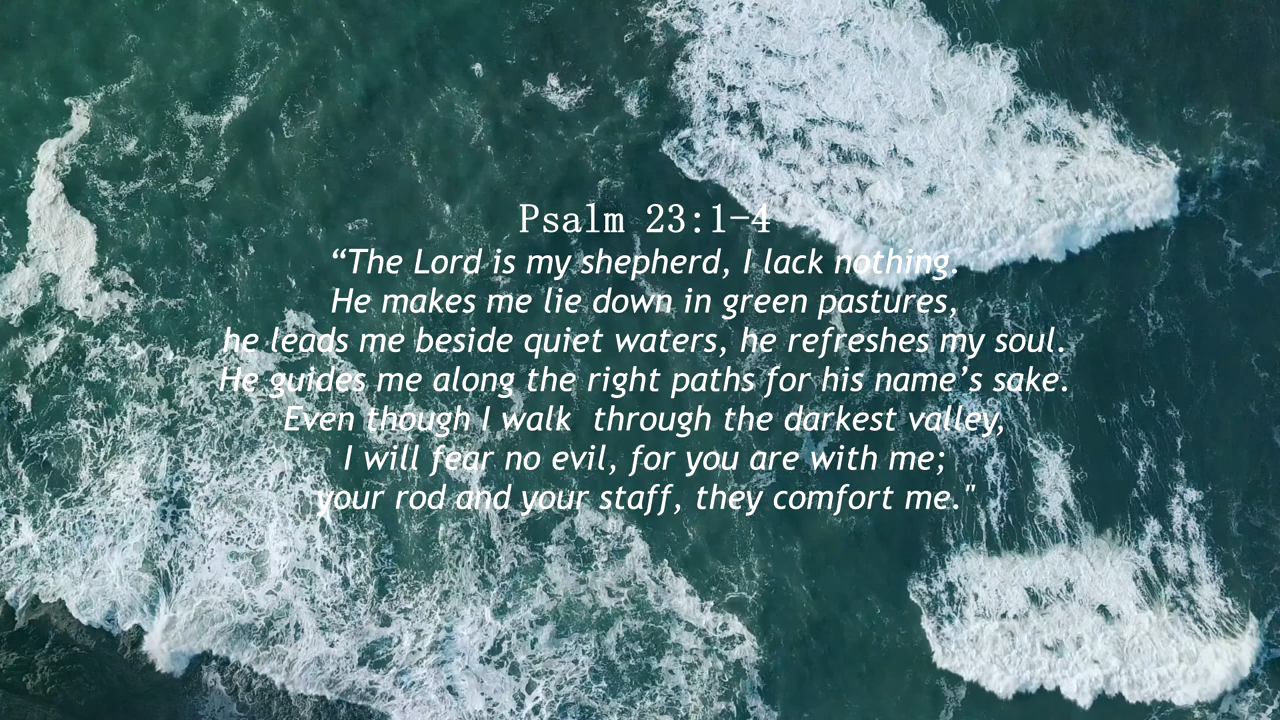 Psalm 23:1-4
“The Lord is my shepherd, I lack nothing.
He makes me lie down in green pastures,
he leads me beside quiet waters, he refreshes my soul.
He guides me along the right paths for his name’s sake.
Even though I walk  through the darkest valley,
I will fear no evil, for you are with me;
your rod and your staff, they comfort me."